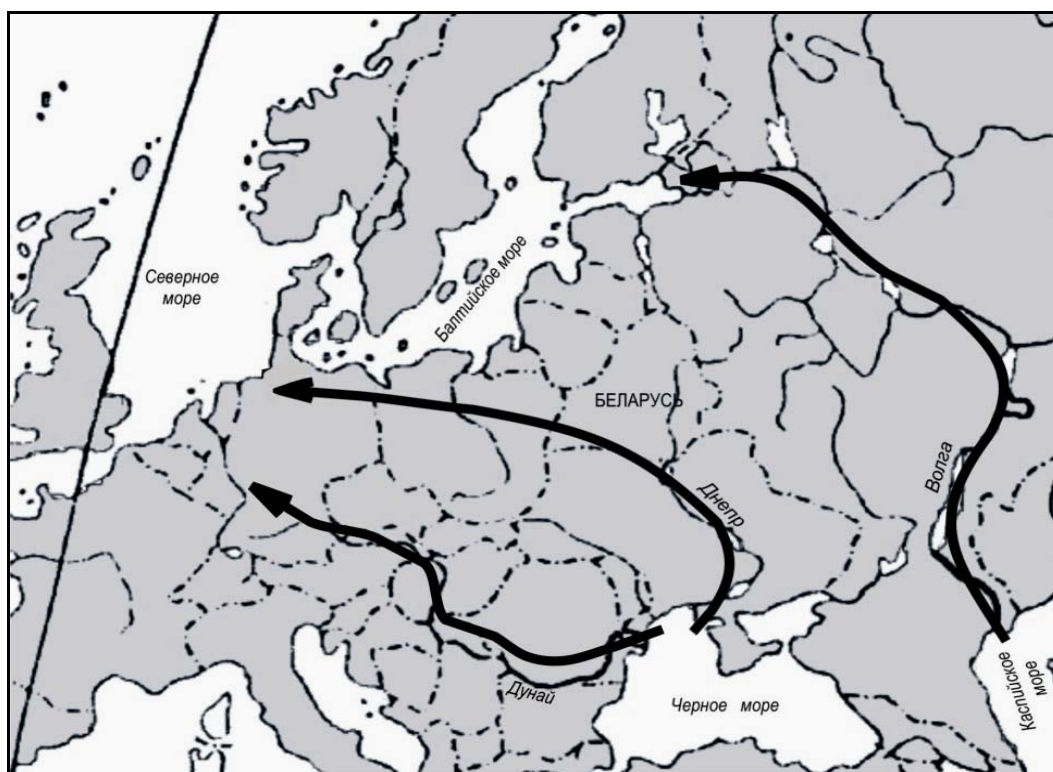 Северное
море
Балтийское море
БЕЛАРУСЬ
Днепр
Волга
Дунай
Черное море
Каспийское
море